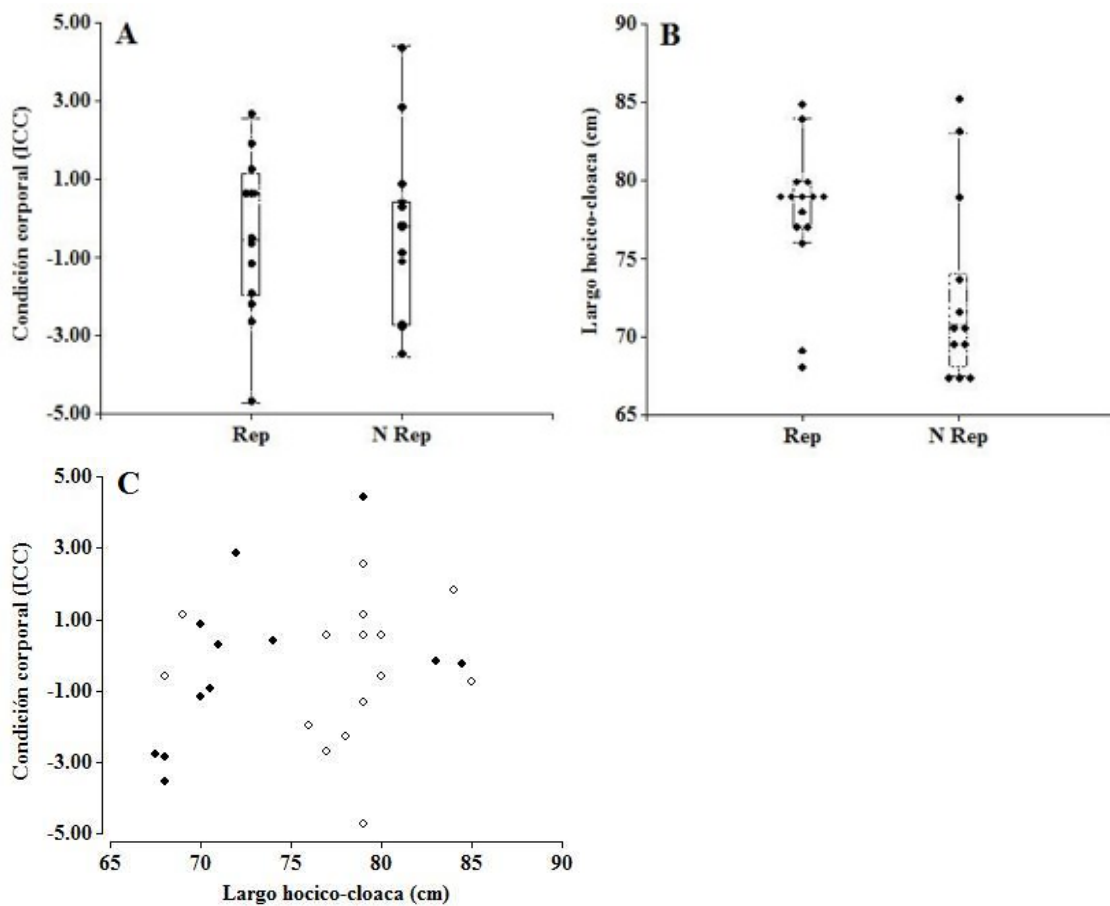 A
Condición corporal (ICC)
5.00
3.00
1.00
-1.00
-3.00
-5.00
Rep
N Rep
B
Largo hocico-cloaca (cm)
90
85
80
75
70
65
Rep
N Rep
C
Condición corporal (ICC)
5.00
3.00
1.00
-1.00
-3.00
-5.00
65
70
75
80
85
90
Largo hocico-cloaca (cm)